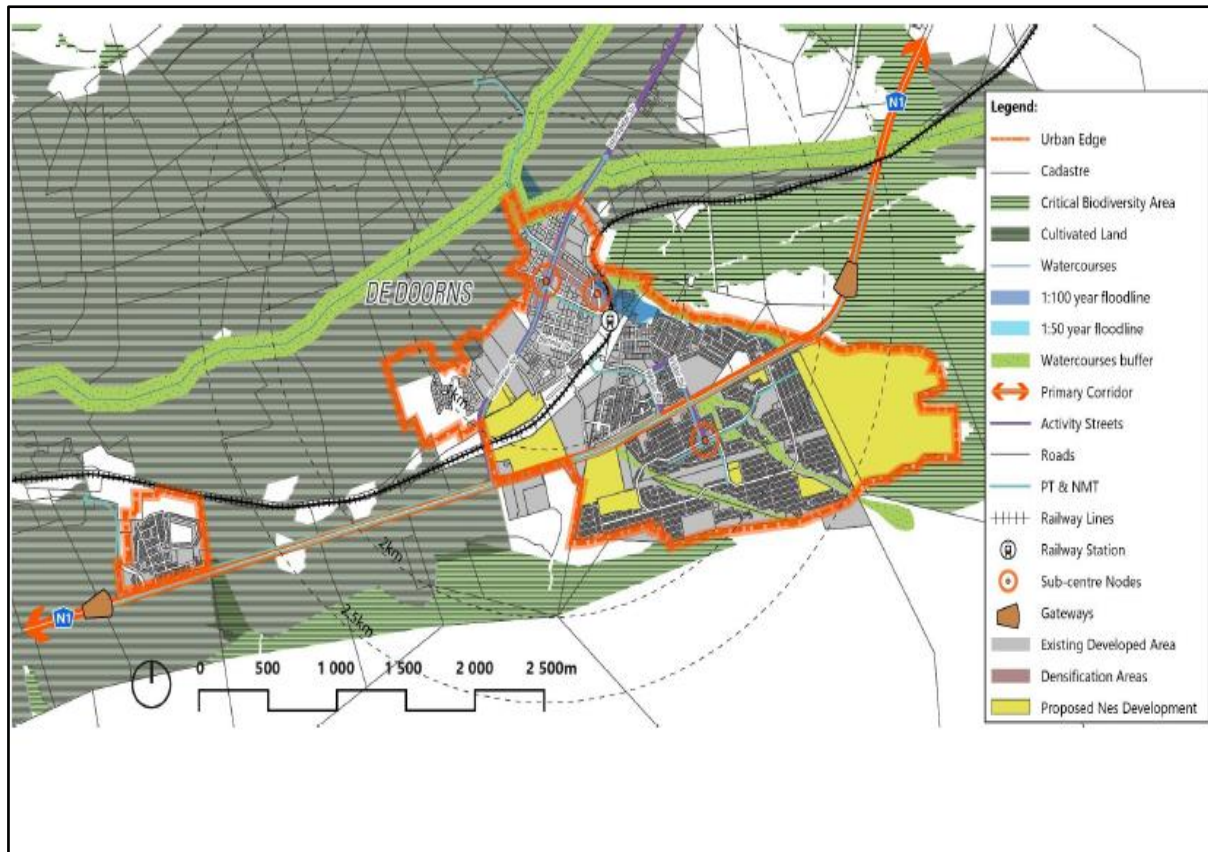 N1
DE DOORNS
1km
2km
2.5km
N1
0 500 1 000 1 500 2 000 2 500m
Legend:
Urban Edge
Cadastre
Critical Biodiversity Area
Cultivated Land
Watercourses
1:100 year floodline
1:50 year floodline
Watercourses buffer
Primary Corridor
Activity Streets
Roads
PT & NMT
Railway Lines
Railway Station
Sub-centre Nodes
Gateways
Existing Developed Area
Densification Areas
Proposed Nes Development